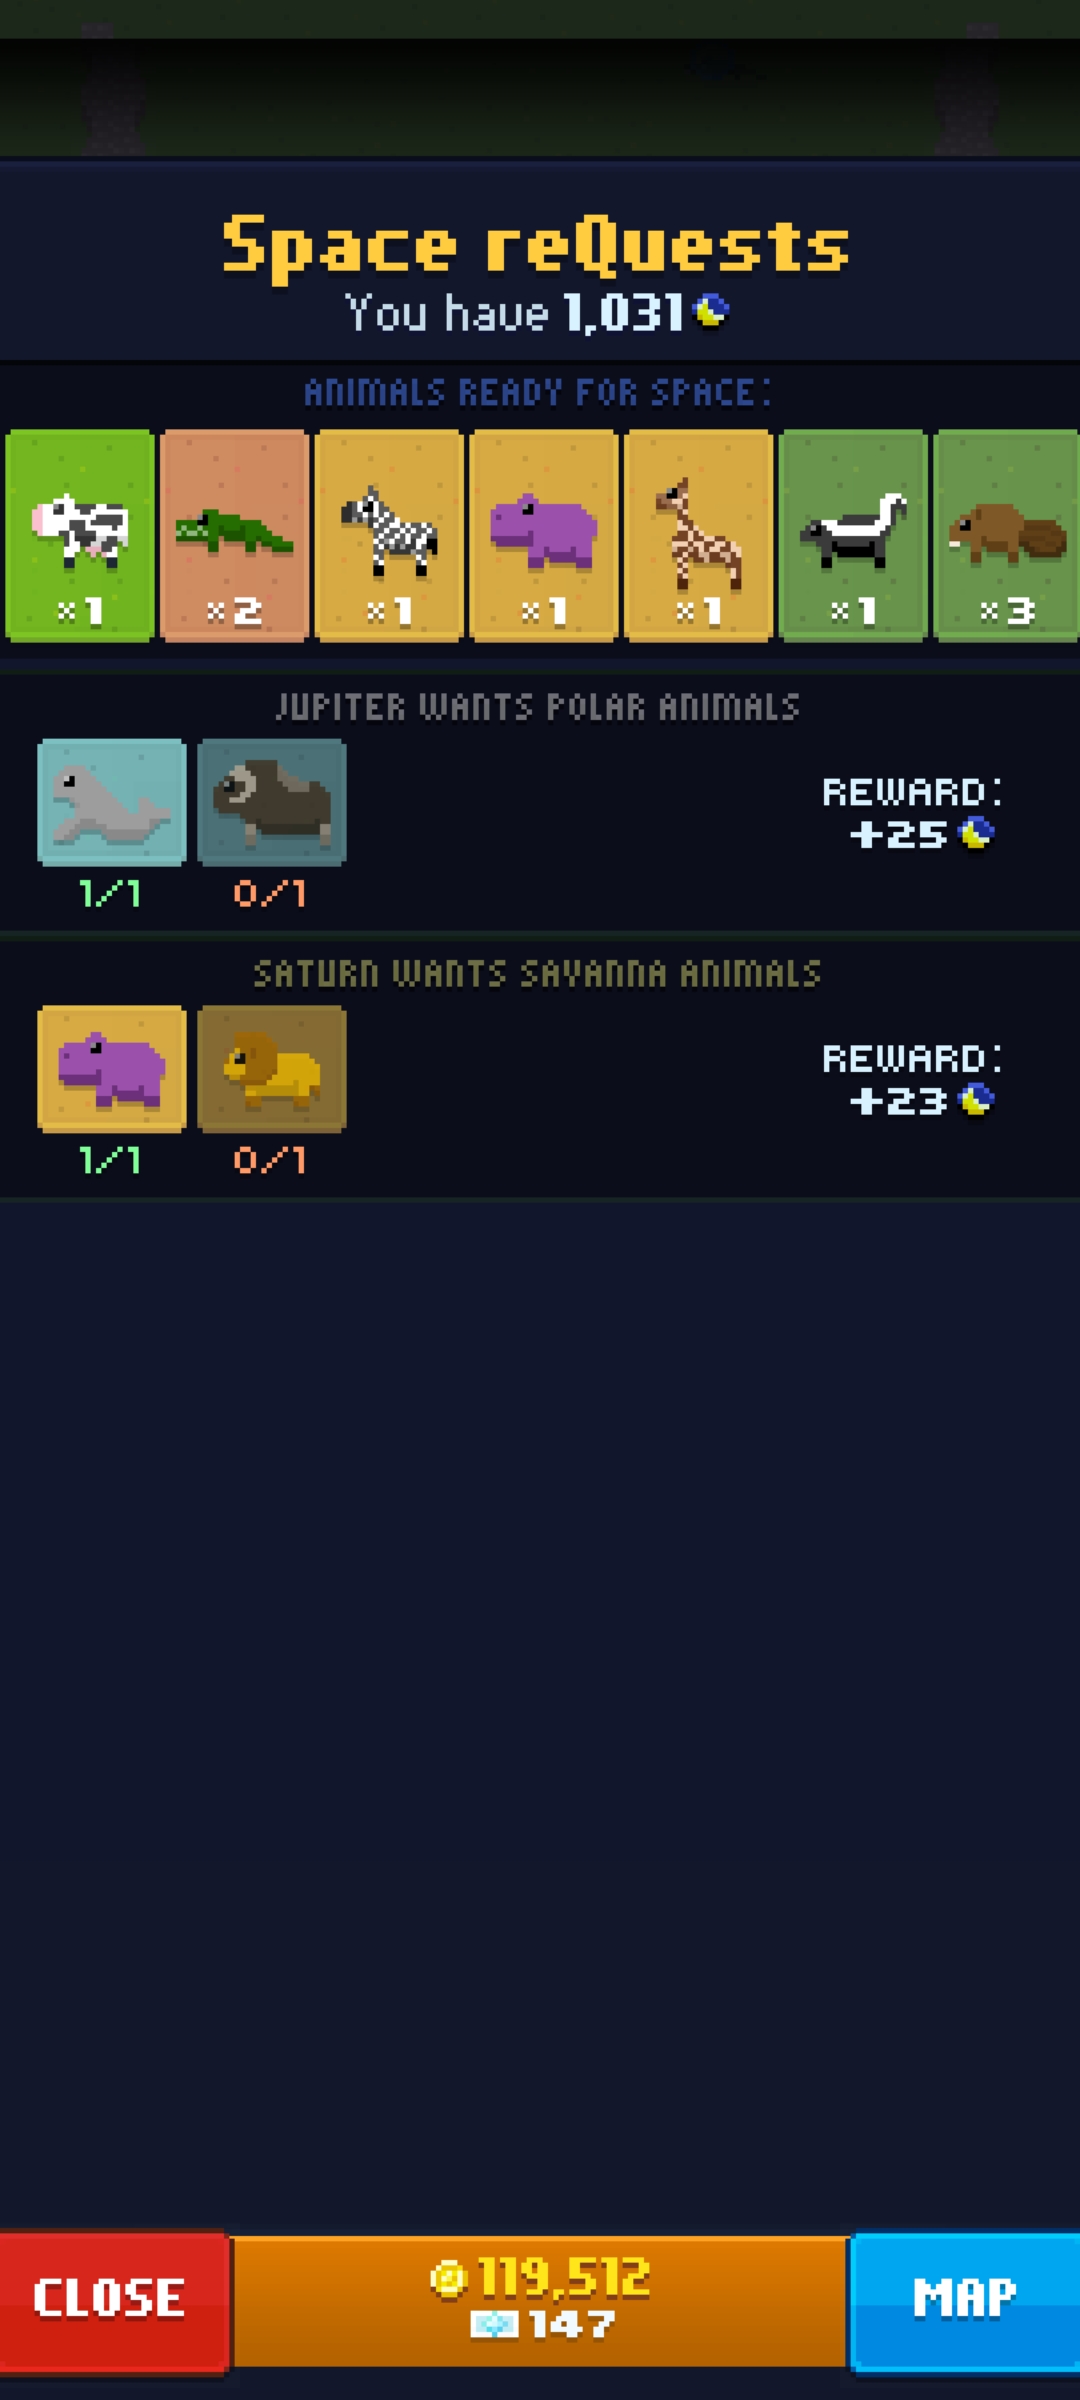 Space reQuests
You have 1,031
ANIMALS READY FOR SPACE:
×1 ×2 ×1 ×1 ×1 ×1 ×3
JUPITER WANTS POLAR ANIMALS
REWARD:
+25
1/1 0/1
SATURN WANTS SAVANNA ANIMALS
REWARD:
+23
1/1 0/1
CLOSE
119,512
147
MAP